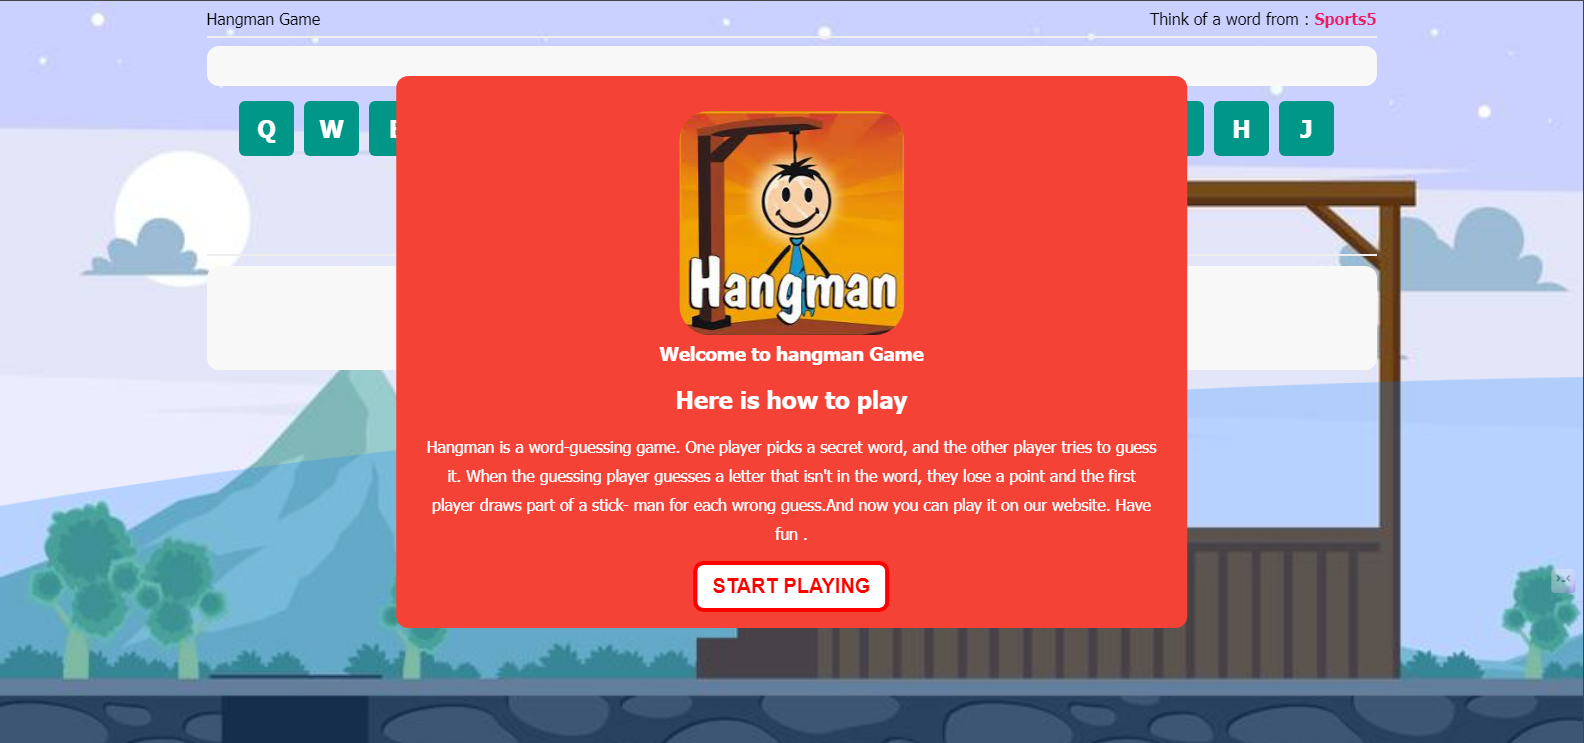 Hangman Game
Think of a word from : Sports5
Q W E H J
Hangman
Welcome to hangman Game
Here is how to play
Hangman is a word-guessing game. One player picks a secret word, and the other player tries to guess
it. When the guessing player guesses a letter that isn't in the word, they lose a point and the first
player draws part of a stick- man for each wrong guess.And now you can play it on our website. Have
fun .
START PLAYING